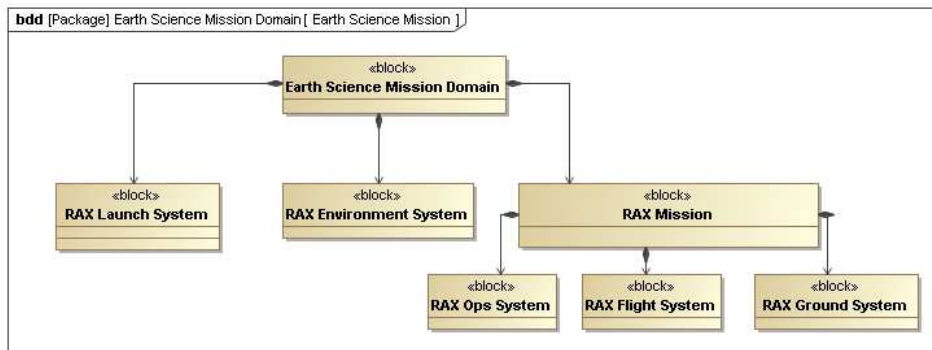 bdd [Package] Earth Science Mission Domain [ Earth Science Mission ]
«block»
Earth Science Mission Domain
«block»
RAX Launch System
«block»
RAX Environment System
«block»
RAX Mission
«block»
RAX Ops System
«block»
RAX Flight System
«block»
RAX Ground System